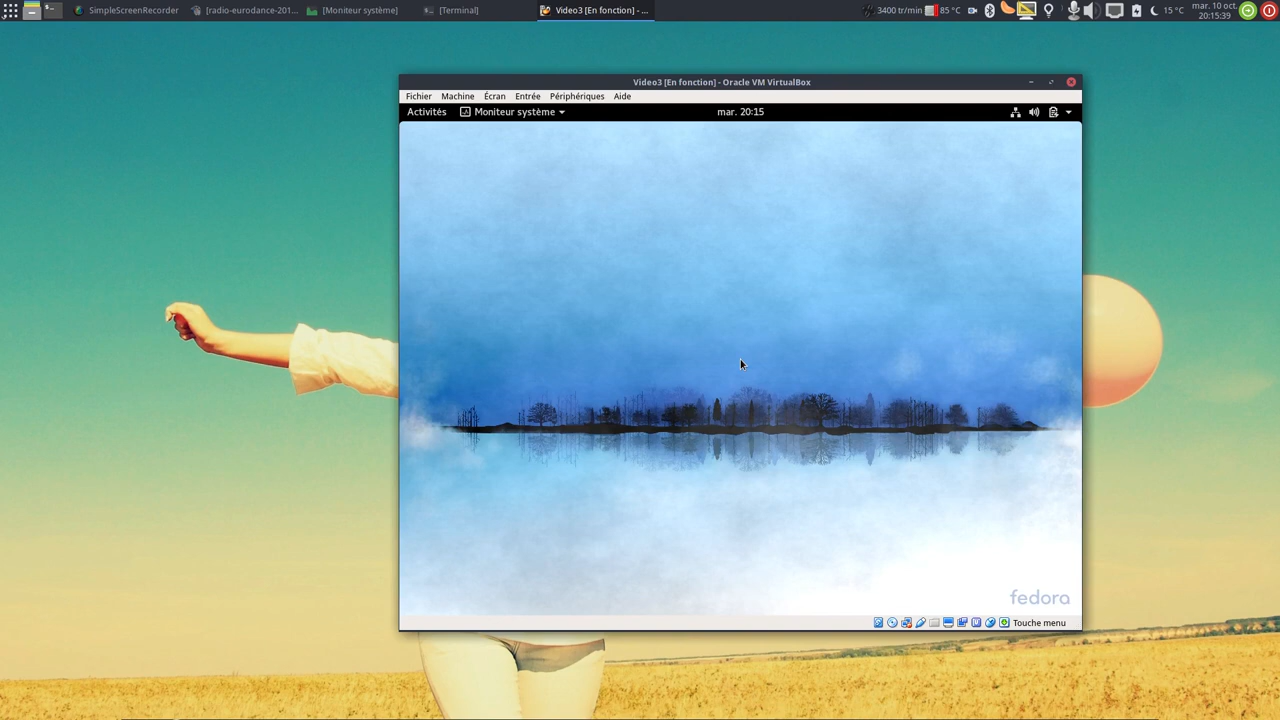 SimpleScreenRecorder
[radio-eurodance-201...
[Moniteur système]
[Terminal]
Video3 [En fonction] - ...
3400 tr/min
85 °C
15 °C
mar. 10 oct.
20:15:39
Video3 [En fonction] - Oracle VM VirtualBox
Fichier Machine Écran Entrée Périphériques Aide
Activités Moniteur système mar. 20:15
fedora
Touche menu